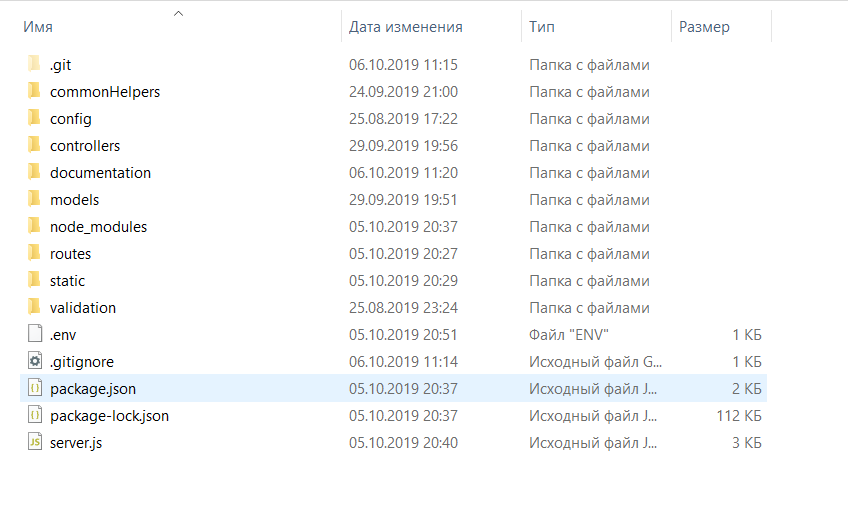 Имя Дата изменения Тип Размер
.git 06.10.2019 11:15 Папка с файлами
commonHelpers 24.09.2019 21:00 Папка с файлами
config 25.08.2019 17:22 Папка с файлами
controllers 29.09.2019 19:56 Папка с файлами
documentation 06.10.2019 11:20 Папка с файлами
models 29.09.2019 19:51 Папка с файлами
node_modules 05.10.2019 20:37 Папка с файлами
routes 05.10.2019 20:27 Папка с файлами
static 05.10.2019 20:29 Папка с файлами
validation 25.08.2019 23:24 Папка с файлами
.env 05.10.2019 20:51 Файл "ENV" 1 КБ
.gitignore 06.10.2019 11:14 Исходный файл G... 1 КБ
package.json 05.10.2019 20:37 Исходный файл J... 2 КБ
package-lock.json 05.10.2019 20:37 Исходный файл J... 112 КБ
server.js 05.10.2019 20:40 Исходный файл J... 3 КБ